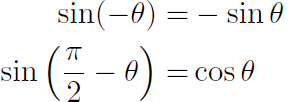 sin(−θ) = − sin θ
sin(π/2 − θ) = cos θ